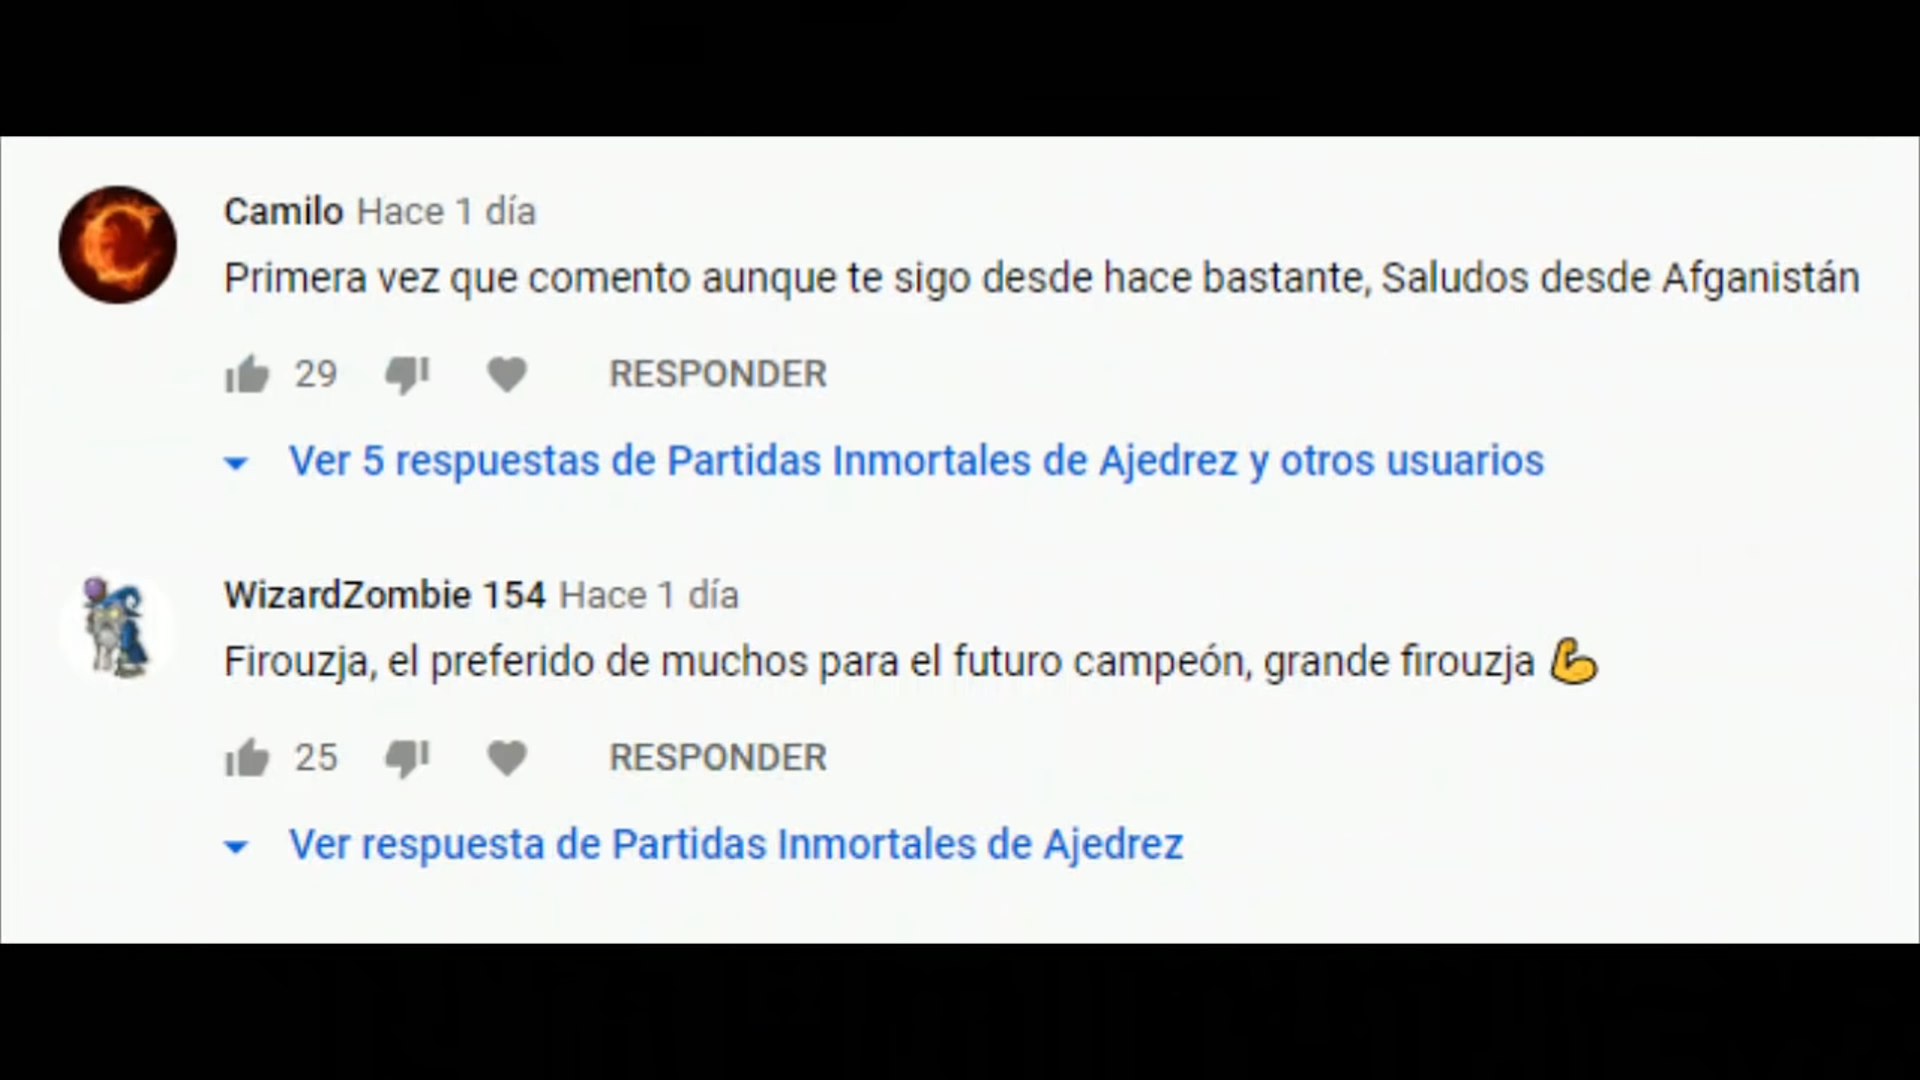 Camilo Hace 1 día
Primera vez que comento aunque te sigo desde hace bastante, Saludos desde Afganistán
29 RESPONDER
Ver 5 respuestas de Partidas Inmortales de Ajedrez y otros usuarios
WizardZombie 154 Hace 1 día
Firouzja, el preferido de muchos para el futuro campeón, grande firouzja 💪
25 RESPONDER
Ver respuesta de Partidas Inmortales de Ajedrez